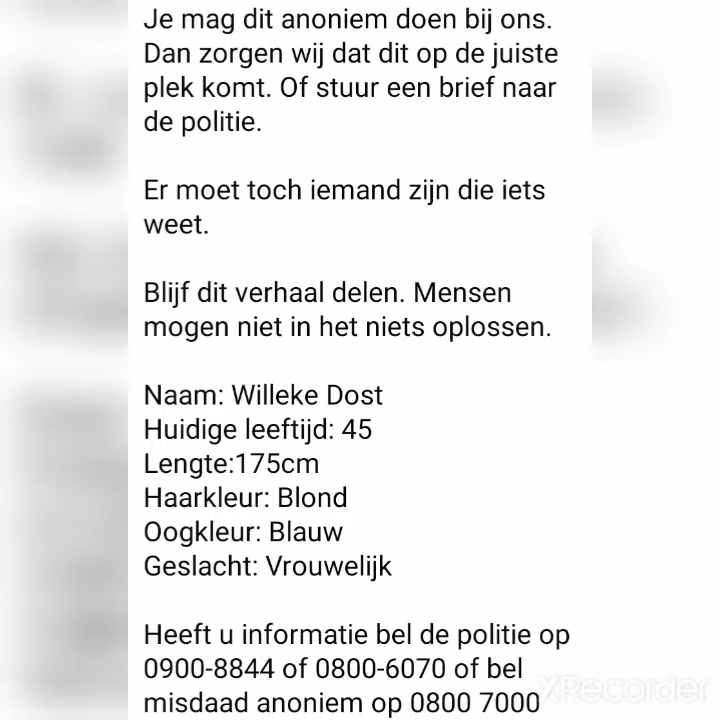 Je mag dit anoniem doen bij ons.
Dan zorgen wij dat dit op de juiste
plek komt. Of stuur een brief naar
de politie.
Er moet toch iemand zijn die iets
weet.
Blijf dit verhaal delen. Mensen
mogen niet in het niets oplossen.
Naam: Willeke Dost
Huidige leeftijd: 45
Lengte:175cm
Haarkleur: Blond
Oogkleur: Blauw
Geslacht: Vrouwelijk
Heeft u informatie bel de politie op
0900-8844 of 0800-6070 of bel
misdaad anoniem op 0800 7000
XRecorder